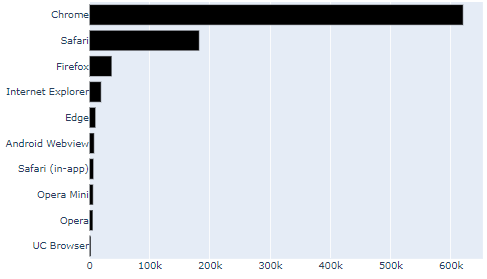 Chrome
Safari
Firefox
Internet Explorer
Edge
Android Webview
Safari (in-app)
Opera Mini
Opera
UC Browser
0 100k 200k 300k 400k 500k 600k